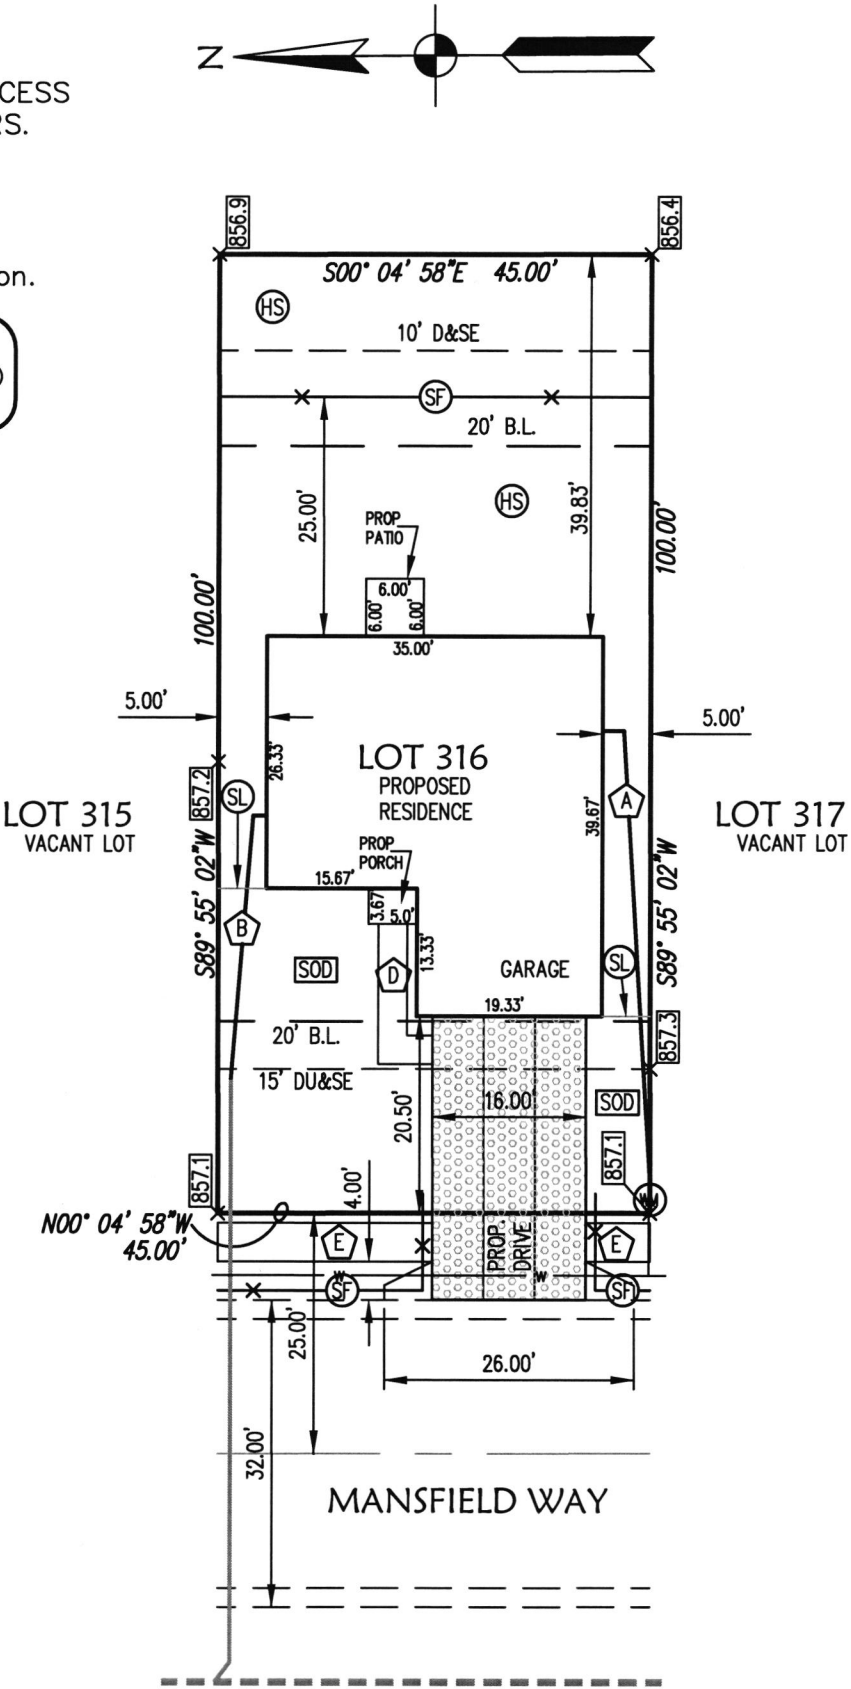 N
CESS
RS.
on.
856.9
856.4
S00° 04' 58"E 45.00'
HS
10' D&SE
SF
20' B.L.
HS
25.00'
39.83'
PROP
PATIO
6.00'
6.00'
6.00'
100.00'
100.00'
35.00'
5.00'
5.00'
26.33'
LOT 316
PROPOSED
RESIDENCE
39.67'
A
857.2
SL
LOT 315
VACANT LOT
LOT 317
VACANT LOT
PROP
PORCH
15.67'
3.67
5.0'
S89° 55' 02"W
S89° 55' 02"W
B
SOD
D
13.33'
GARAGE
SL
19.33'
20' B.L.
857.3
15' DU&SE
20.50'
16.00'
SOD
857.1
857.1
4.00'
WM
N00° 04' 58"W
45.00'
E
PROP.
DRIVE
E
W
W
SF
SF
25.00'
26.00'
32.00'
MANSFIELD WAY